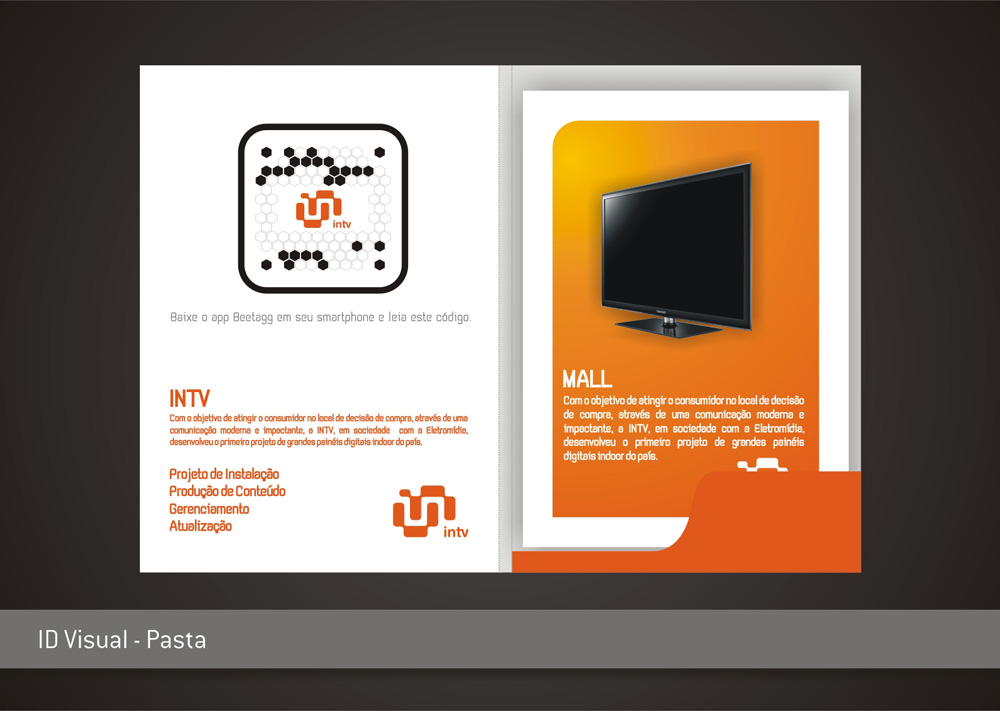 intv
Baixe o app Beetagg em seu smartphone e leia este código.
INTV
Com o objetivo de atingir o consumidor no local de decisão de compra, através de uma
comunicação moderna e impactante, a INTV, em sociedade com a Eletromídia,
desenvolveu o primeiro projeto de grandes painéis digitais indoor do país.
Projeto de Instalação
Produção de Conteúdo
Gerenciamento
Atualização
intv
MALL
Com o objetivo de atingir o consumidor no local de decisão
de compra, através de uma comunicação moderna e
impactante, a INTV, em sociedade com a Eletromídia,
desenvolveu o primeiro projeto de grandes painéis
digitais indoor do país.
ID Visual - Pasta